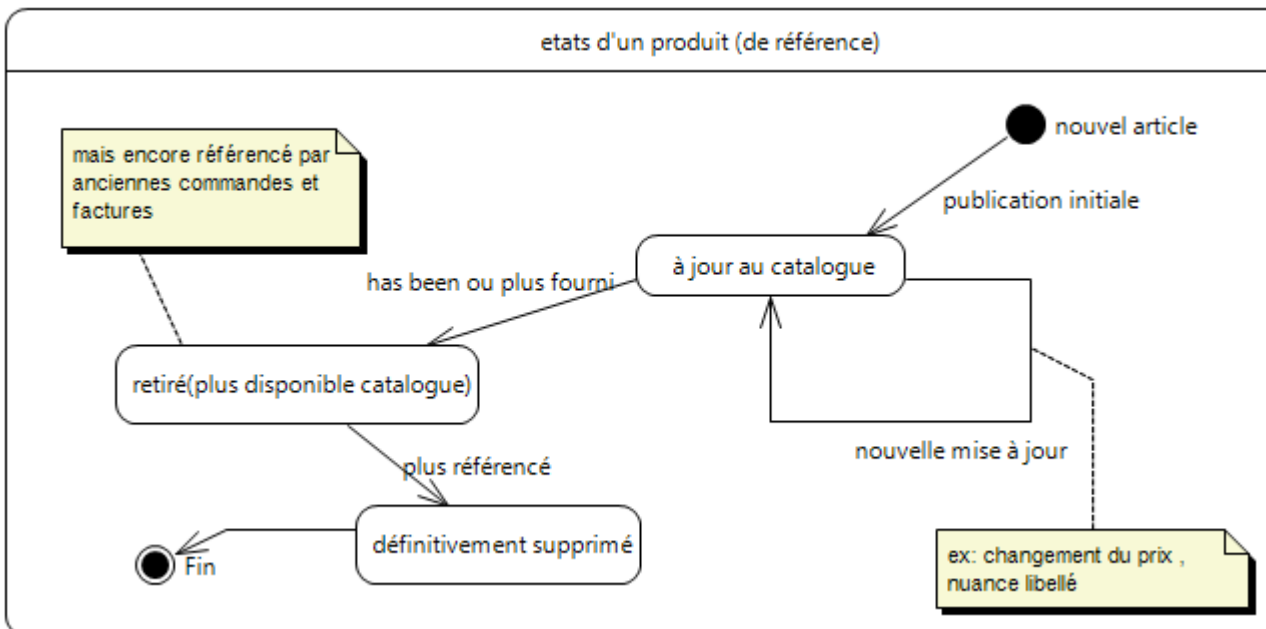 etats d'un produit (de référence)
nouvel article
mais encore référencé par
anciennes commandes et
factures
publication initiale
à jour au catalogue
has been ou plus fourni
retiré(plus disponible catalogue)
nouvelle mise à jour
plus référencé
définitivement supprimé
Fin
ex: changement du prix ,
nuance libellé